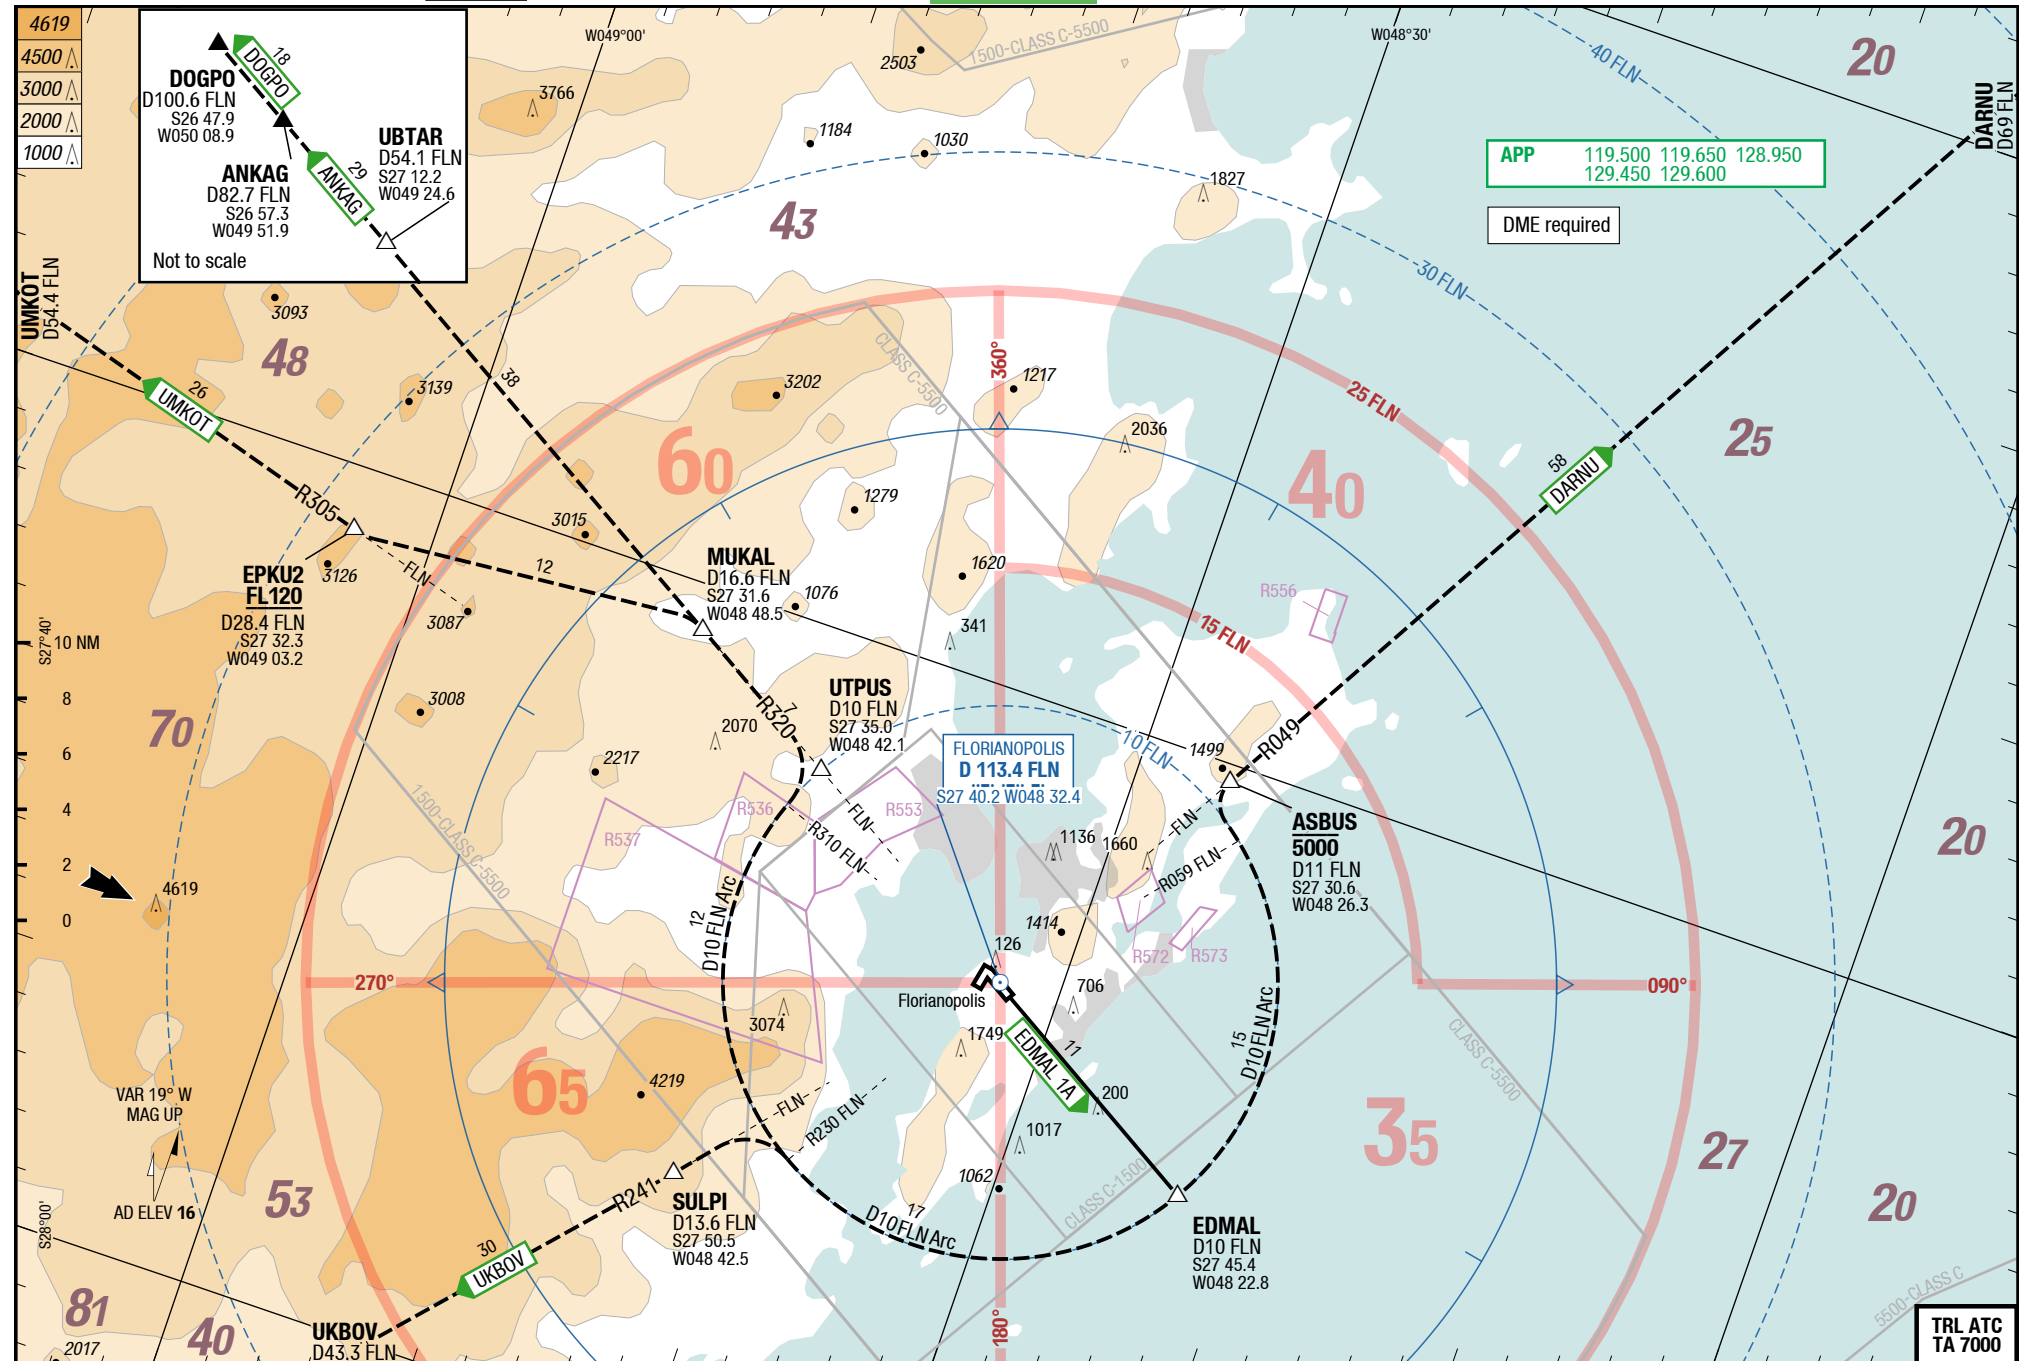 4619
4500
3000
2000
1000
18
DOGPO
DOGPO
D100.6 FLN
S26 47.9
W050 08.9
ANKAG
D82.7 FLN
S26 57.3
W049 51.9
29
ANKAG
UBTAR
D54.1 FLN
S27 12.2
W049 24.6
Not to scale
W049°00'
W048°30'
1500-CLASS C-5500
2503
3766
1184
1030
1827
43
40 FLN
20
DARNU
D69 FLN
APP 119.500 119.650 128.950
129.450 129.600
DME required
30 FLN
UMKOT
D54.4 FLN
3093
48
38
3139
26
UMKOT
3202
CLASS C-5500
360°
1217
25 FLN
2036
25
60
40
58
DARNU
R305
3015
1279
1620
12
3126
FLN
EPKU2
FL120
D28.4 FLN
S27 32.3
W049 03.2
3087
MUKAL
D16.6 FLN
S27 31.6
W048 48.5
1076
341
15 FLN
R556
S27°40'
10 NM
8
6
4
2
0
3008
70
2217
2070
R320
7
UTPUS
D10 FLN
S27 35.0
W048 42.1
FLORIANOPOLIS
D 113.4 FLN
S27 40.2 W048 32.4
10 FLN
1499
R049
1500-CLASS C-5500
R537
R536
R553
FLN
R310 FLN
1136
1660
FLN
R059 FLN
ASBUS
5000
D11 FLN
S27 30.6
W048 26.3
20
4619
12
D10 FLN Arc
1414
126
R572
R573
270°
090°
Florianopolis
706
3074
1749
EDMAL 1A
11
15
D10 FLN Arc
CLASS C-5500
65
4219
FLN
R230 FLN
200
1017
35
27
VAR 19° W
MAG UP
AD ELEV 16
53
S28°00'
R241
SULPI
D13.6 FLN
S27 50.5
W048 42.5
1062
CLASS C-1500
17
D10 FLN Arc
EDMAL
D10 FLN
S27 45.4
W048 22.8
20
30
UKBOV
81
40
2017
UKBOV
D43.3 FLN
180°
5500-CLASS C
TRL ATC
TA 7000